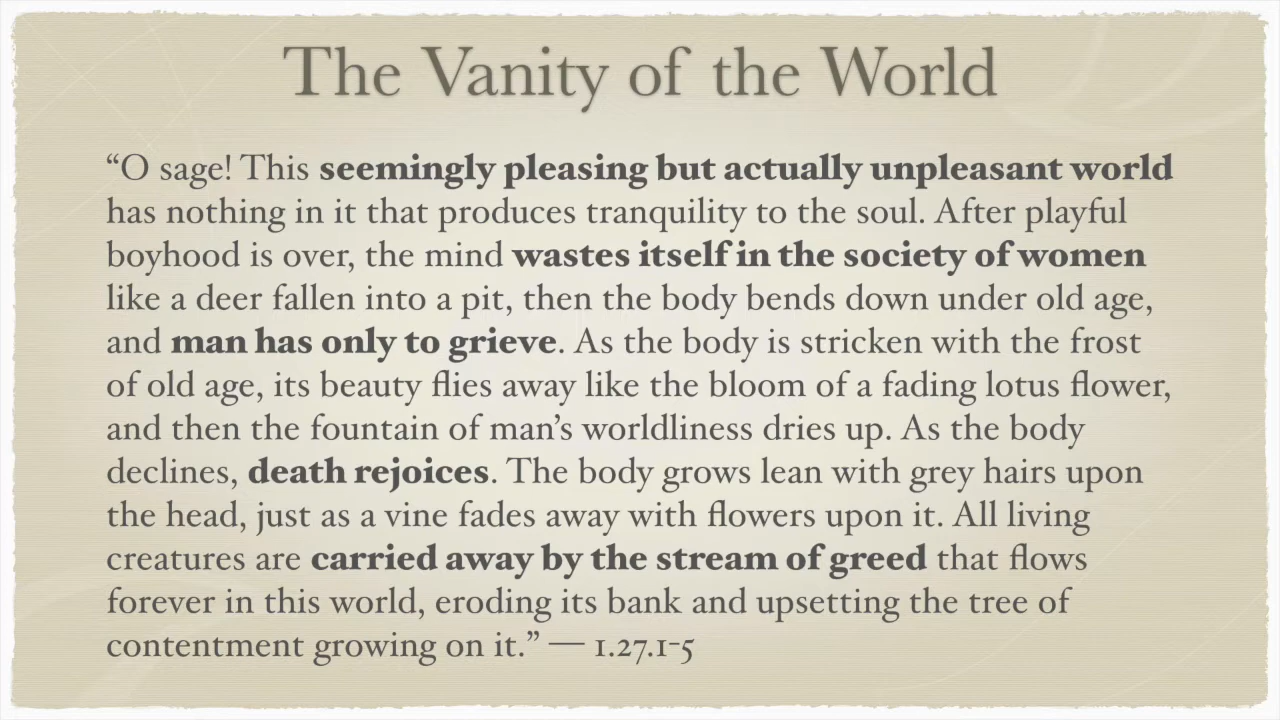 The Vanity of the World
“O sage! This seemingly pleasing but actually unpleasant world
has nothing in it that produces tranquility to the soul. After playful
boyhood is over, the mind wastes itself in the society of women
like a deer fallen into a pit, then the body bends down under old age,
and man has only to grieve. As the body is stricken with the frost
of old age, its beauty flies away like the bloom of a fading lotus flower,
and then the fountain of man’s worldliness dries up. As the body
declines, death rejoices. The body grows lean with grey hairs upon
the head, just as a vine fades away with flowers upon it. All living
creatures are carried away by the stream of greed that flows
forever in this world, eroding its bank and upsetting the tree of
contentment growing on it.” — 1.27.1-5